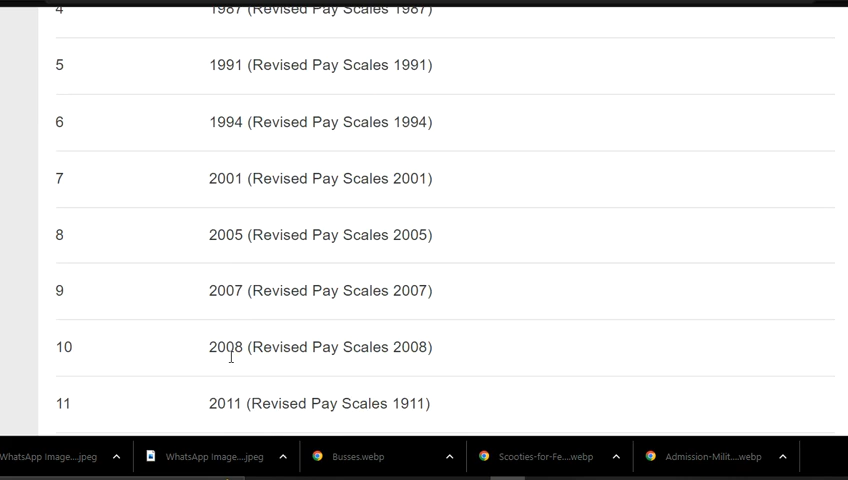 4 1987 (Revised Pay Scales 1987)
5 1991 (Revised Pay Scales 1991)
6 1994 (Revised Pay Scales 1994)
7 2001 (Revised Pay Scales 2001)
8 2005 (Revised Pay Scales 2005)
9 2007 (Revised Pay Scales 2007)
10 2008 (Revised Pay Scales 2008)
11 2011 (Revised Pay Scales 1911)
WhatsApp Image....jpeg WhatsApp Image....jpeg Busses.webp Scooties-for-Fe....webp Admission-Milit....webp